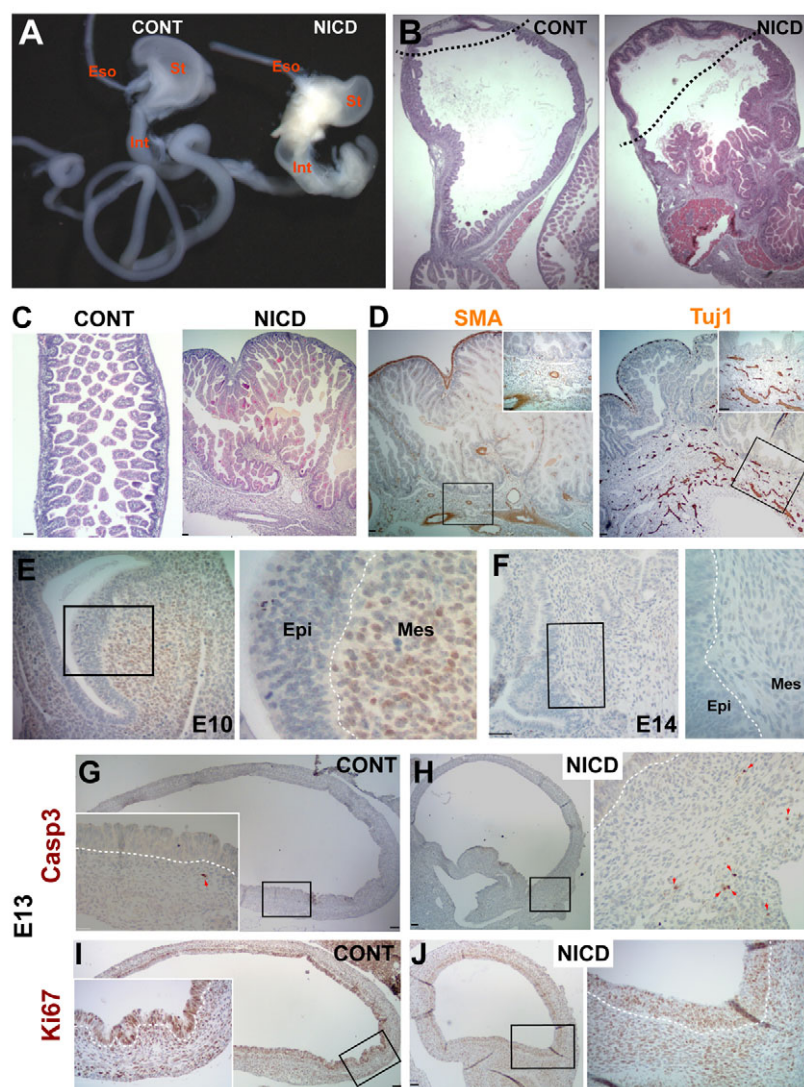 A CONT NICD
Eso St Int
Eso St Int
B CONT NICD
C CONT NICD
D SMA Tuj1
E Epi Mes
E10
F Epi Mes
E14
G CONT
H NICD
Casp3
E13
I CONT
J NICD
Ki67